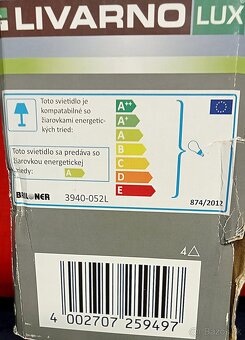 LIVARNO LUX
Toto svietidlo je
kompatabilné so
žiarovkami energetic-
kých tried:
Toto svietidlo sa predáva so
žiarovkou energetickej
triedy: A
A++
A+
A
B
C
D
E
BRILONER 3940-052L
874/2012
4
4 002707 259497